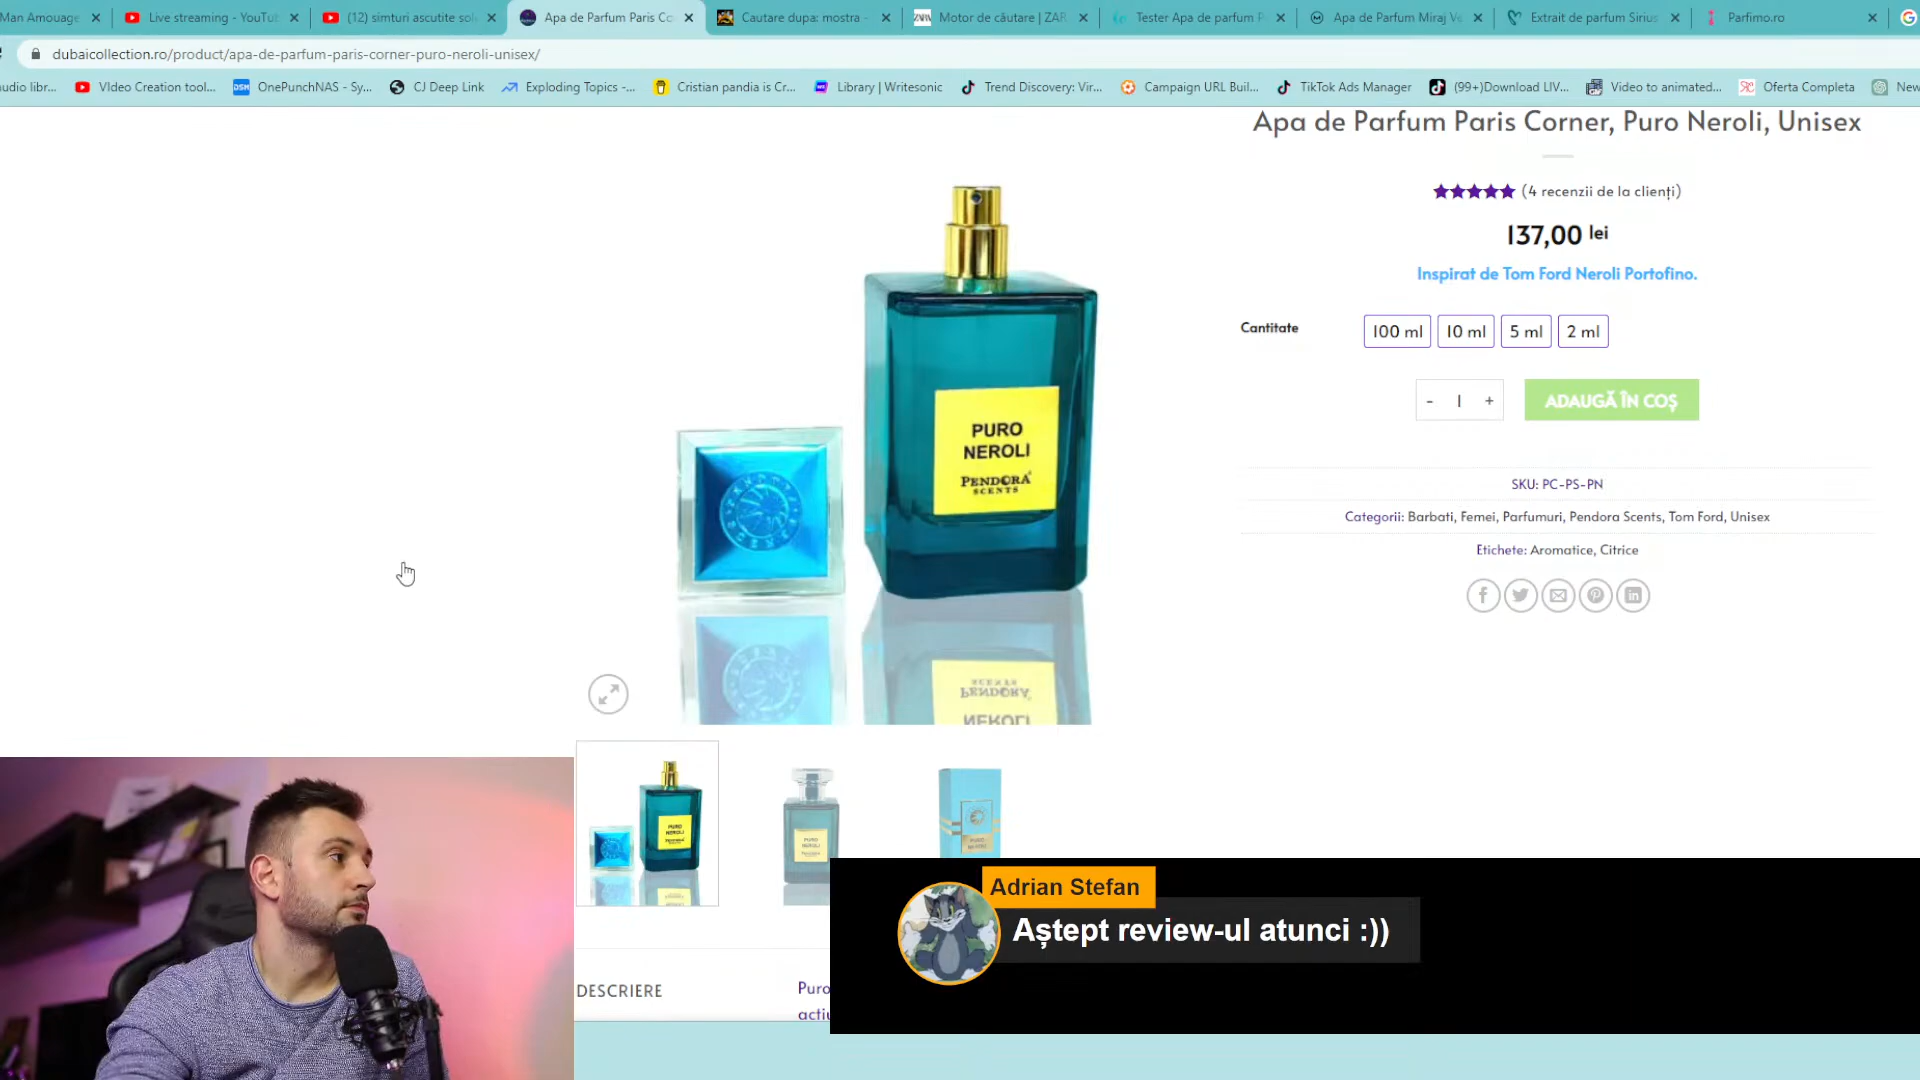 Man Amouage
Live streaming - YouTu
(12) simturi ascutite sol
Apa de Parfum Paris Co
Cautare dupa: mostra -
Motor de căutare | ZAR
Tester Apa de parfum P
Apa de Parfum Miraj Ve
Extrait de parfum Sirius
Parfimo.ro
dubaicollection.ro/product/apa-de-parfum-paris-corner-puro-neroli-unisex/
udio libr...
VIdeo Creation tool...
OnePunchNAS - Sy...
CJ Deep Link
Exploding Topics -...
Cristian pandia is Cr...
Library | Writesonic
Trend Discovery: Vir...
Campaign URL Buil...
TikTok Ads Manager
(99+)Download LIV...
Video to animated...
Oferta Completa
New
Apa de Parfum Paris Corner, Puro Neroli, Unisex
(4 recenzii de la clienți)
137,00 lei
Inspirat de Tom Ford Neroli Portofino.
Cantitate
100 ml
10 ml
5 ml
2 ml
- 1 +
ADAUGĂ ÎN COȘ
SKU: PC-PS-PN
Categorii: Barbati, Femei, Parfumuri, Pendora Scents, Tom Ford, Unisex
Etichete: Aromatice, Citrice
PURO
NEROLI
PENDORA
SCENTS
DESCRIERE
Puro
actiu
Adrian Stefan
Aștept review-ul atunci :))